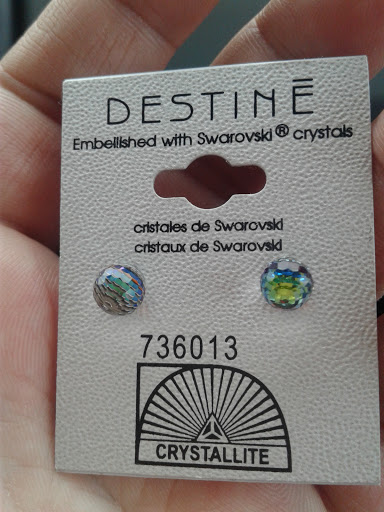 DESTINĒ
Embellished with Swarovski® crystals
cristales de Swarovski
cristaux de Swarovski
736013
CRYSTALLITE